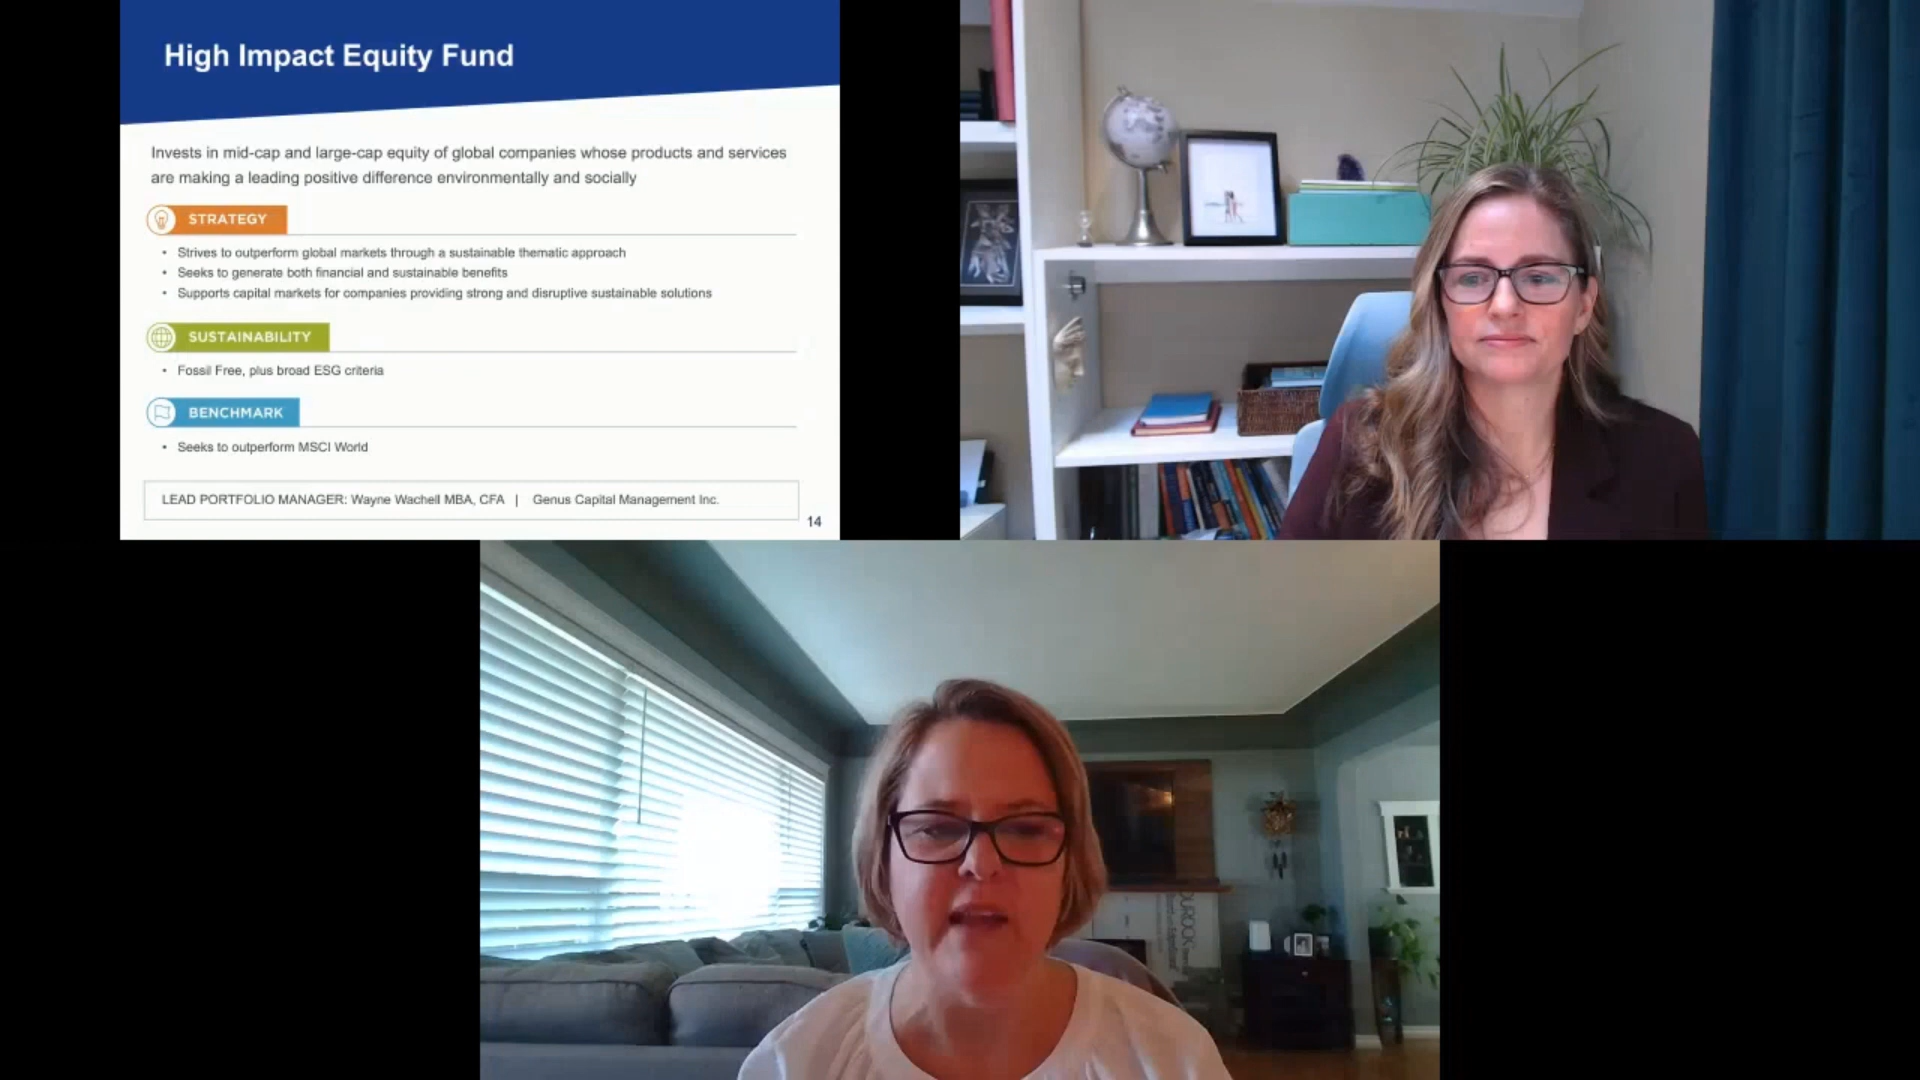 High Impact Equity Fund
Invests in mid-cap and large-cap equity of global companies whose products and services
are making a leading positive difference environmentally and socially
STRATEGY
• Strives to outperform global markets through a sustainable thematic approach
• Seeks to generate both financial and sustainable benefits
• Supports capital markets for companies providing strong and disruptive sustainable solutions
SUSTAINABILITY
• Fossil Free, plus broad ESG criteria
BENCHMARK
• Seeks to outperform MSCI World
LEAD PORTFOLIO MANAGER: Wayne Wachell MBA, CFA | Genus Capital Management Inc.
14